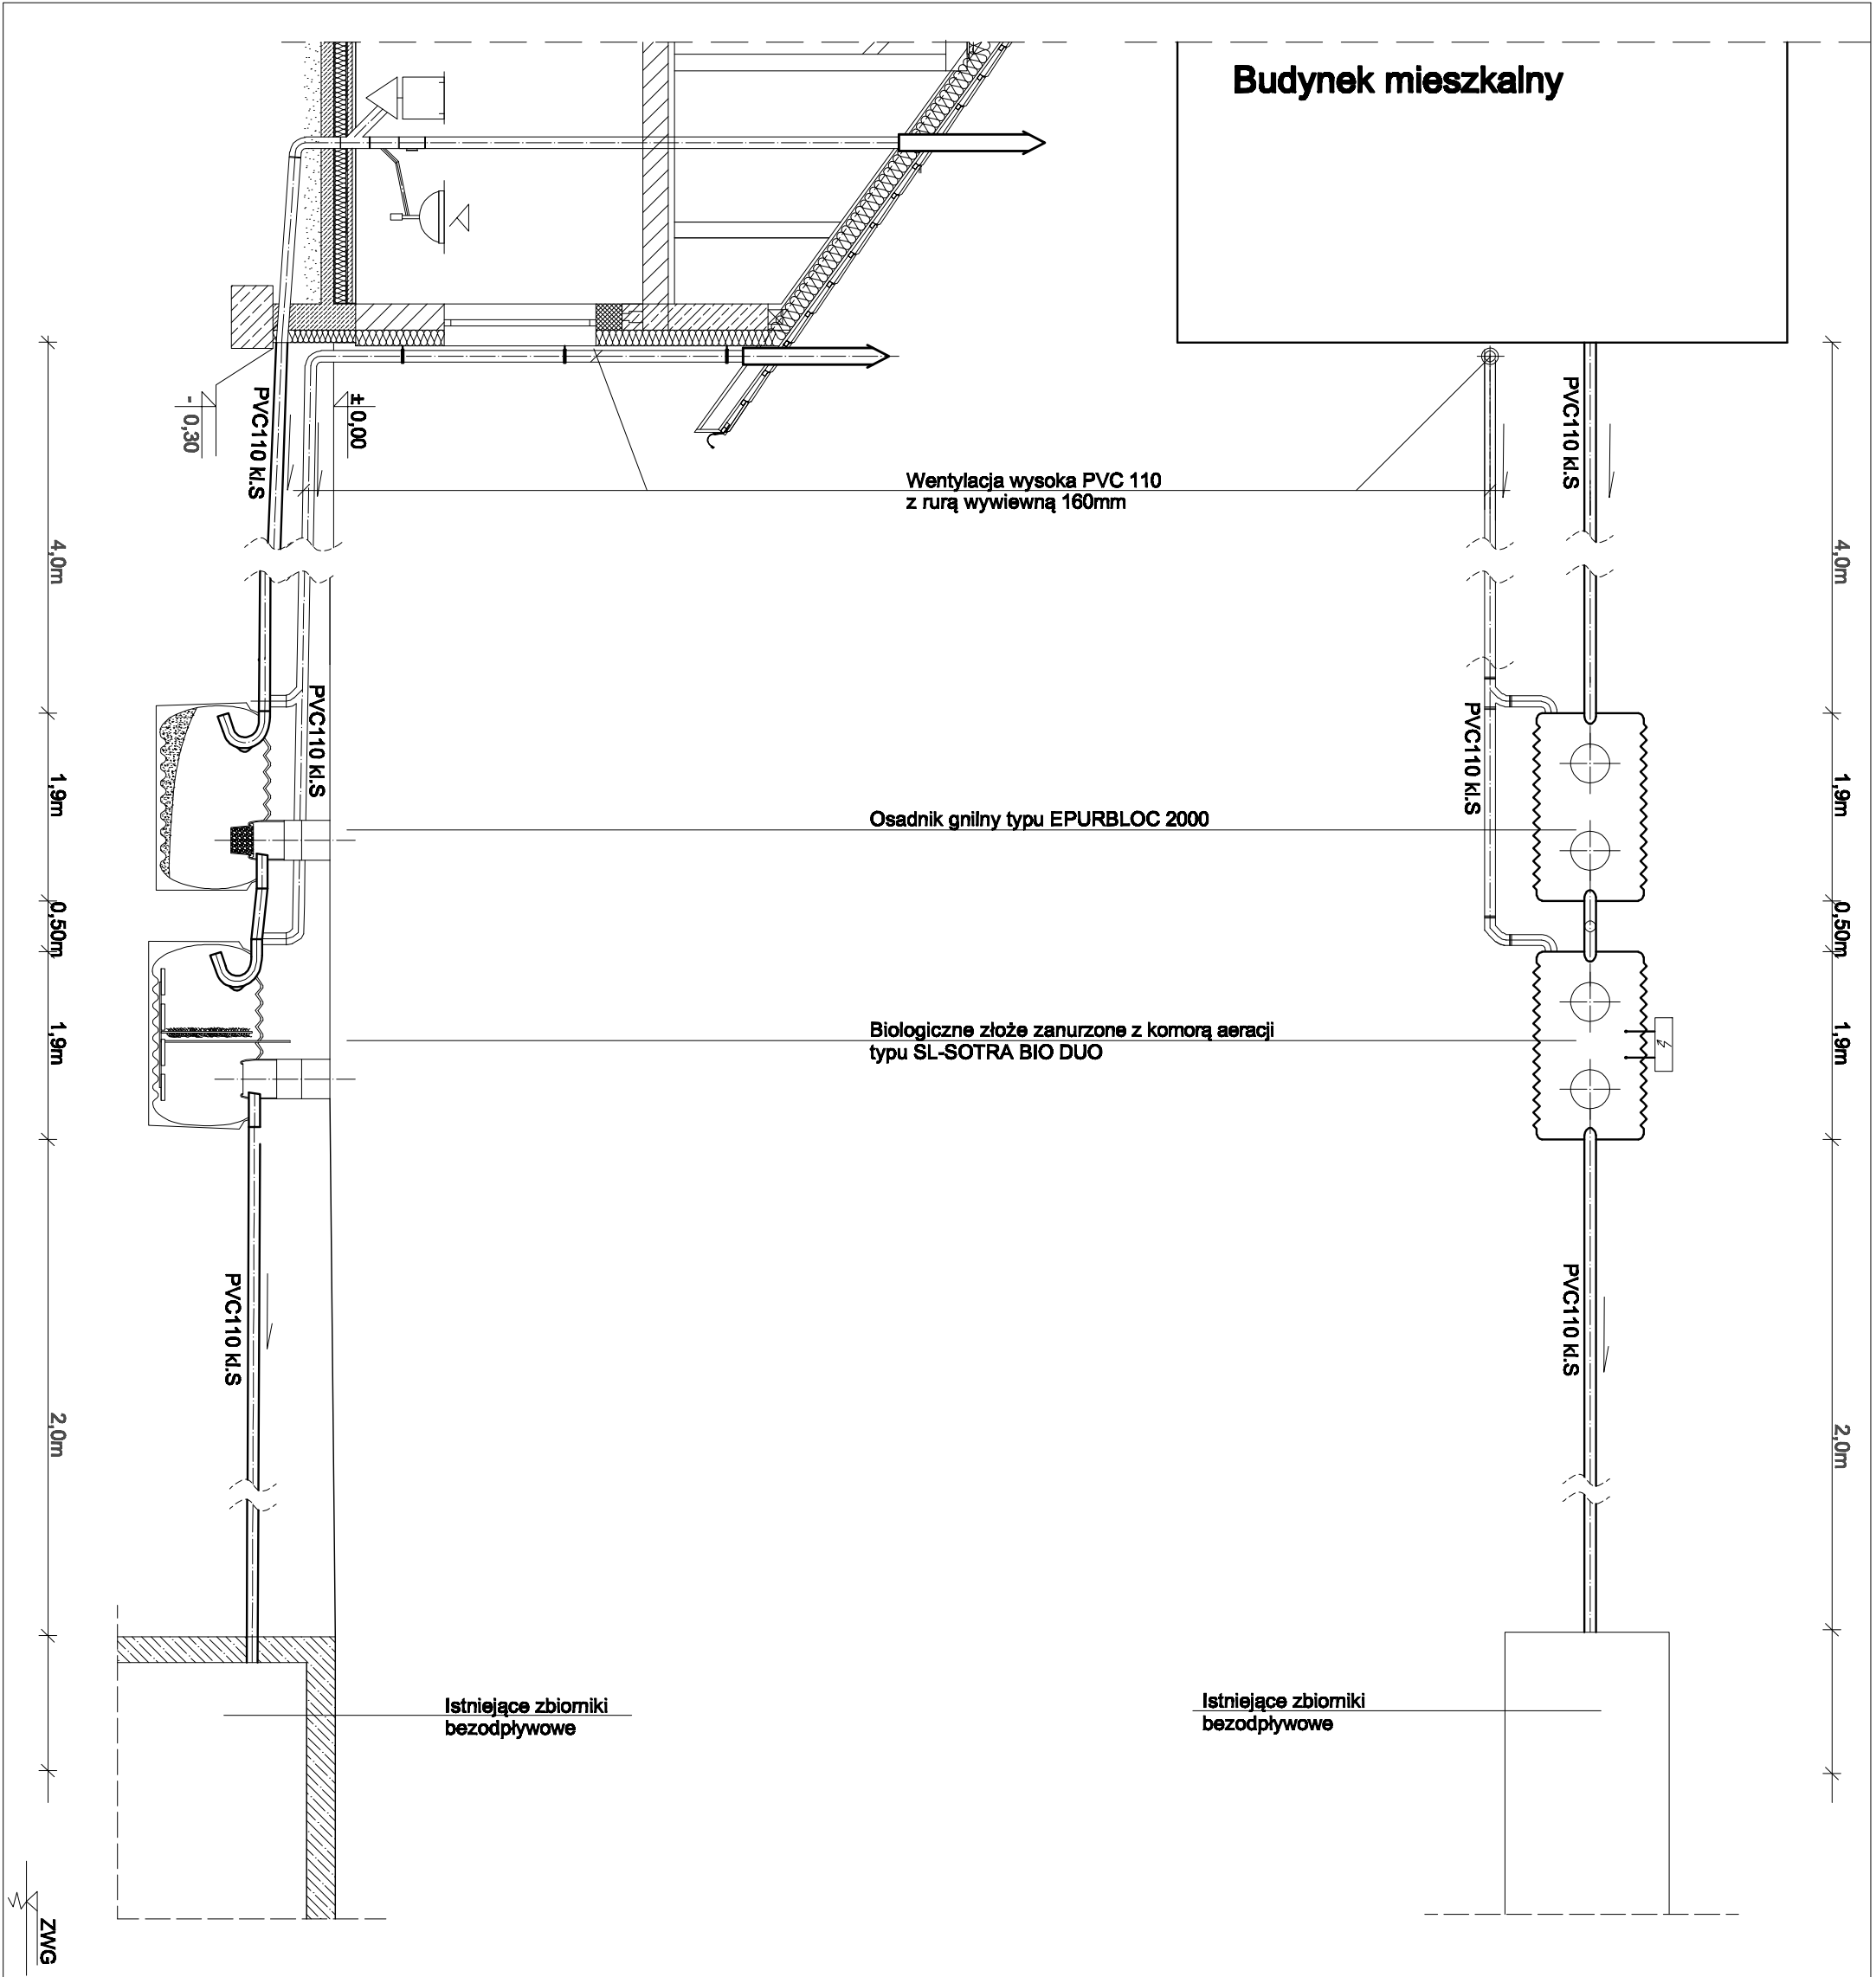 Budynek mieszkalny
PVC110 kl.S
± 0,00
- 0,30
PVC110 kl.S
Wentylacja wysoka PVC 110
z rurą wywiewną 160mm
4,0m
4,0m
PVC110 kl.S
PVC110 kl.S
1,9m
1,9m
Osadnik gnilny typu EPURBLOC 2000
0,50m
0,50m
Biologiczne złoże zanurzone z komorą aeracji
typu SL-SOTRA BIO DUO
1,9m
1,9m
PVC110 kl.S
PVC110 kl.S
2,0m
2,0m
Istniejące zbiorniki
bezodpływowe
Istniejące zbiorniki
bezodpływowe
ZWG